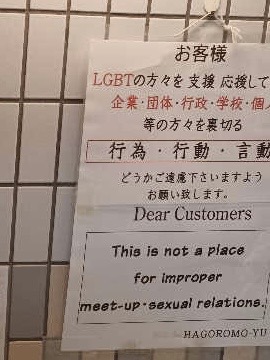 お客様
LGBTの方々を支援 応援して
企業・団体・行政・学校・個人
等の方々を裏切る
行為・行動・言動
どうかご遠慮下さいますよう
お願い致します。
Dear Customers
This is not a place
for improper
meet-up・sexual relations.
HAGOROMO-YU